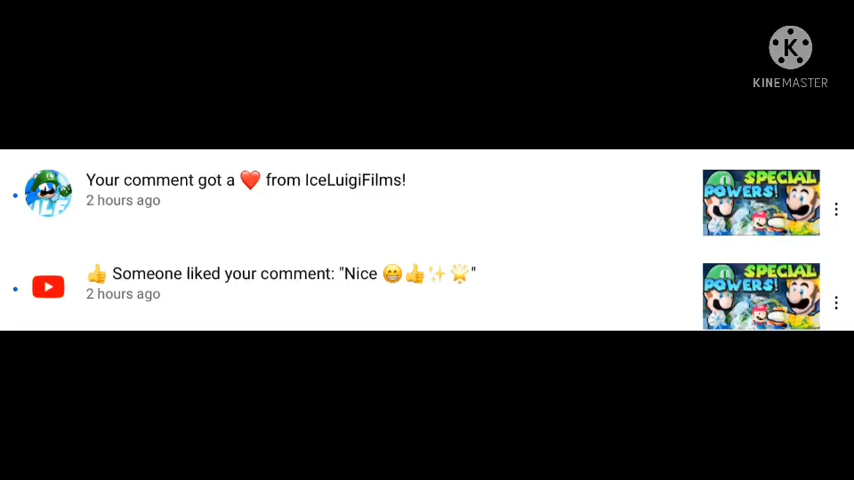 KINEMASTER
Your comment got a ❤️ from IceLuigiFilms!
2 hours ago
ILF
SPECIAL
POWERS!
👍 Someone liked your comment: "Nice 😁👍✨🌟"
2 hours ago
SPECIAL
POWERS!